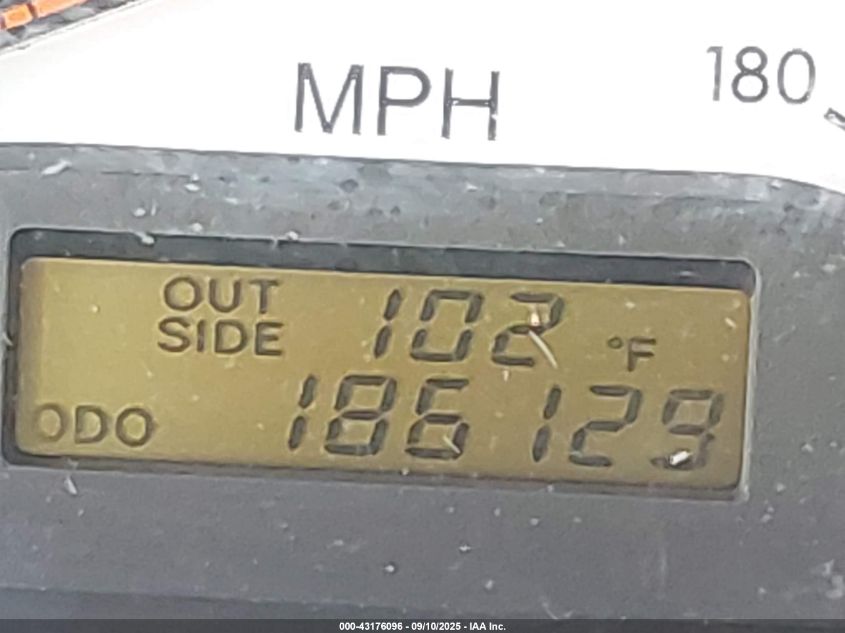 MPH
180
OUT
SIDE 102 °F
ODO 186129
000-43176096 - 09/10/2025 - IAA Inc.